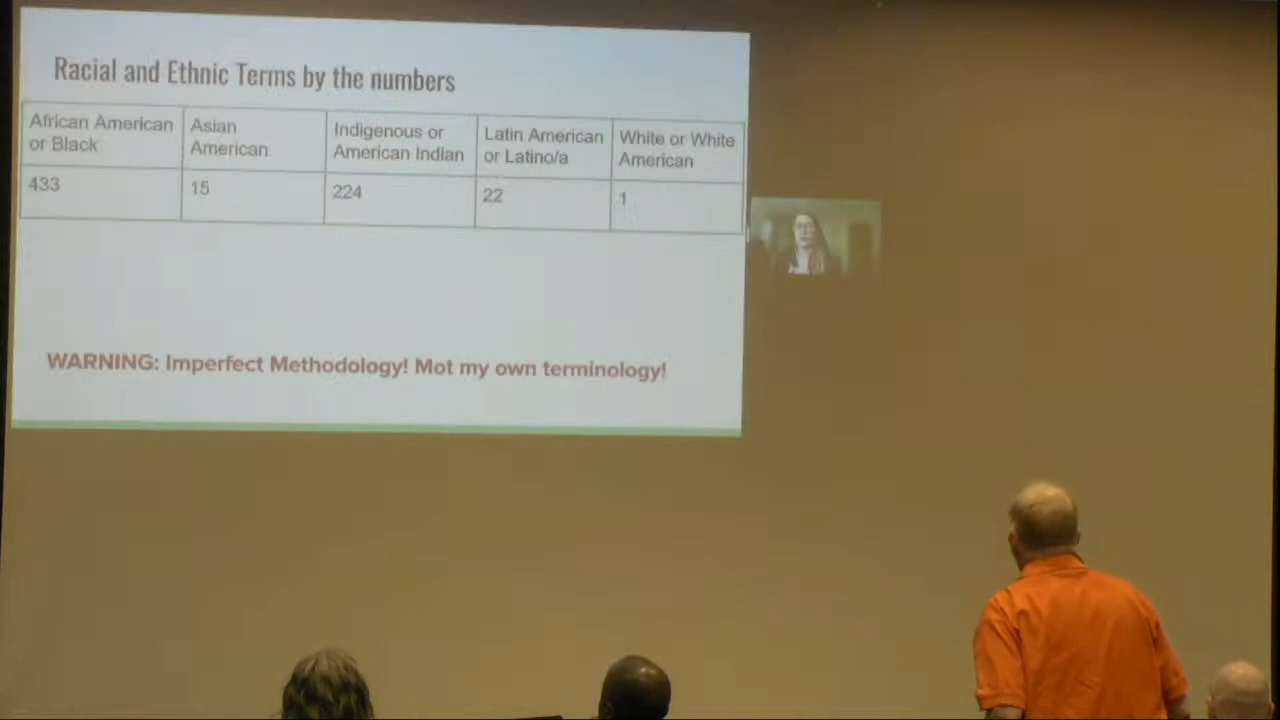 Racial and Ethnic Terms by the numbers
African American
or Black
Asian
American
Indigenous or
American Indian
Latin American
or Latino/a
White or White
American
433
15
224
22
1
WARNING: Imperfect Methodology! Mot my own terminology!